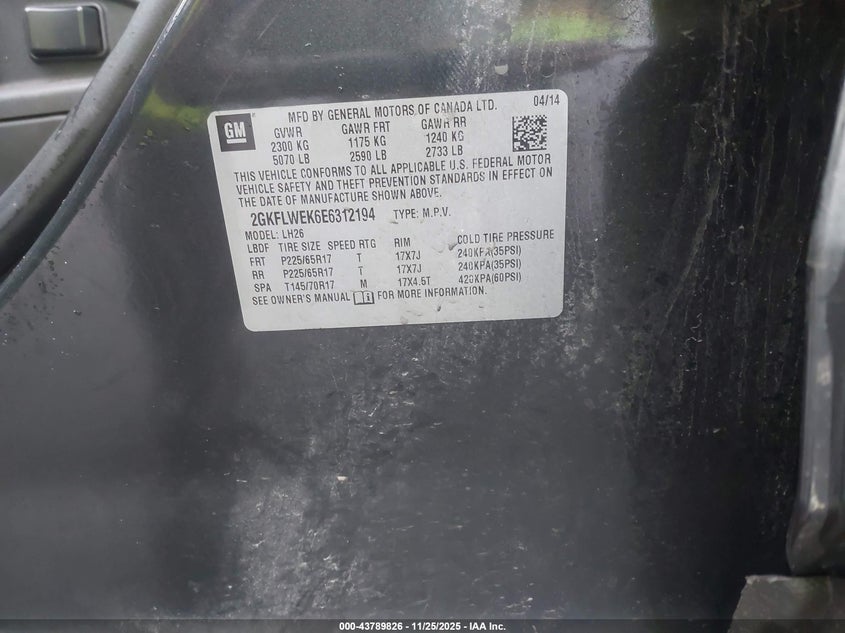 MFD BY GENERAL MOTORS OF CANADA LTD. 04/14
GM
GVWR GAWR FRT GAWR RR
2300 KG 1175 KG 1240 KG
5070 LB 2590 LB 2733 LB
THIS VEHICLE CONFORMS TO ALL APPLICABLE U.S. FEDERAL MOTOR
VEHICLE SAFETY AND THEFT PREVENTION STANDARDS IN EFFECT ON
THE DATE OF MANUFACTURE SHOWN ABOVE.
2GKFLWEK6E6312194 TYPE: M.P.V.
MODEL: LH26
LBDF TIRE SIZE SPEED RTG RIM COLD TIRE PRESSURE
FRT P225/65R17 T 17X7J 240KPA(35PSI)
RR P225/65R17 T 17X7J 240KPA(35PSI)
SPA T145/70R17 M 17X4.5T 420KPA(60PSI)
SEE OWNER'S MANUAL FOR MORE INFORMATION.
000-43789826 - 11/25/2025 - IAA Inc.